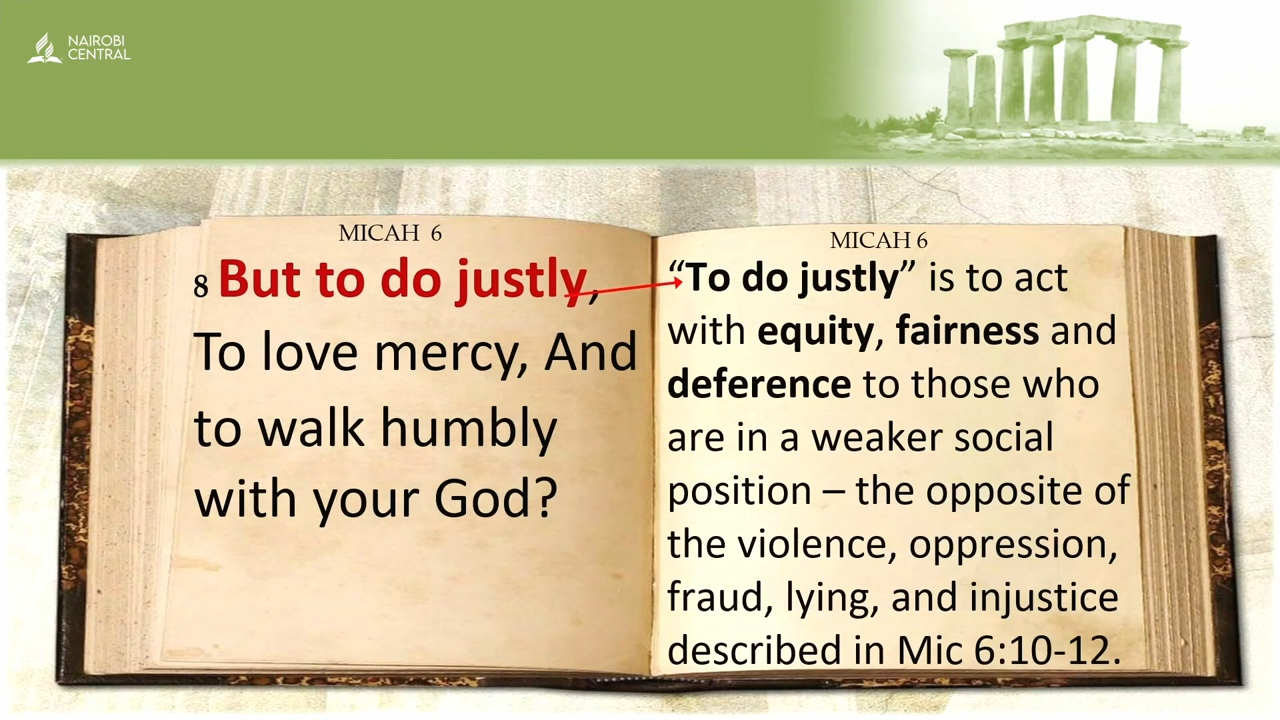 NAIROBI
CENTRAL
MICAH 6
8 But to do justly,
To love mercy, And
to walk humbly
with your God?
MICAH 6
“To do justly” is to act
with equity, fairness and
deference to those who
are in a weaker social
position – the opposite of
the violence, oppression,
fraud, lying, and injustice
described in Mic 6:10-12.